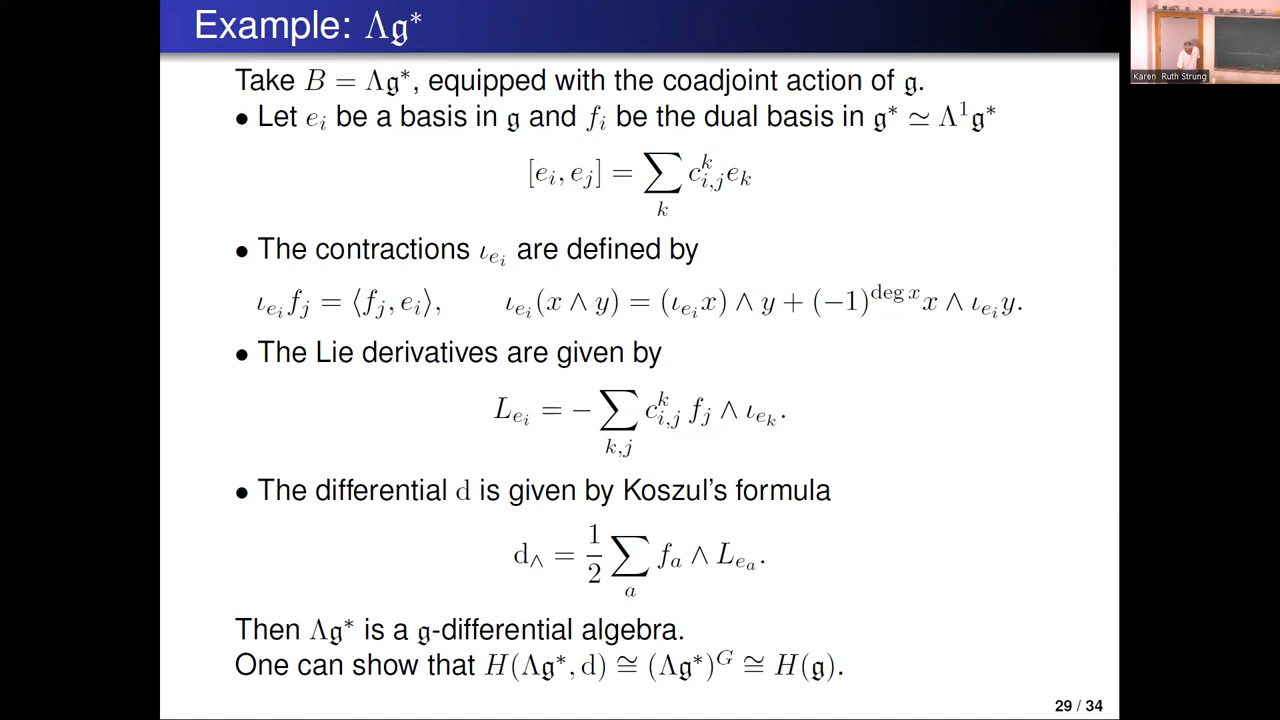 Example: Λ𝔤*
Take B = Λ𝔤*, equipped with the coadjoint action of 𝔤.
• Let eᵢ be a basis in 𝔤 and fᵢ be the dual basis in 𝔤* ≃ Λ¹𝔤*
[e_i, e_j] = ∑_k c_{i,j}^k e_k
• The contractions ι_{e_i} are defined by
ι_{e_i} f_j = ⟨f_j, e_i⟩, ι_{e_i}(x ∧ y) = (ι_{e_i} x) ∧ y + (−1)^{deg x} x ∧ ι_{e_i} y.
• The Lie derivatives are given by
L_{e_i} = − ∑_{k,j} c_{i,j}^k f_j ∧ ι_{e_k}.
• The differential d is given by Koszul's formula
d_∧ = 1/2 ∑_a f_a ∧ L_{e_a}.
Then Λ𝔤* is a 𝔤-differential algebra.
One can show that H(Λ𝔤*, d) ≅ (Λ𝔤*)^G ≅ H(𝔤).
29 / 34
Karen Ruth Strung